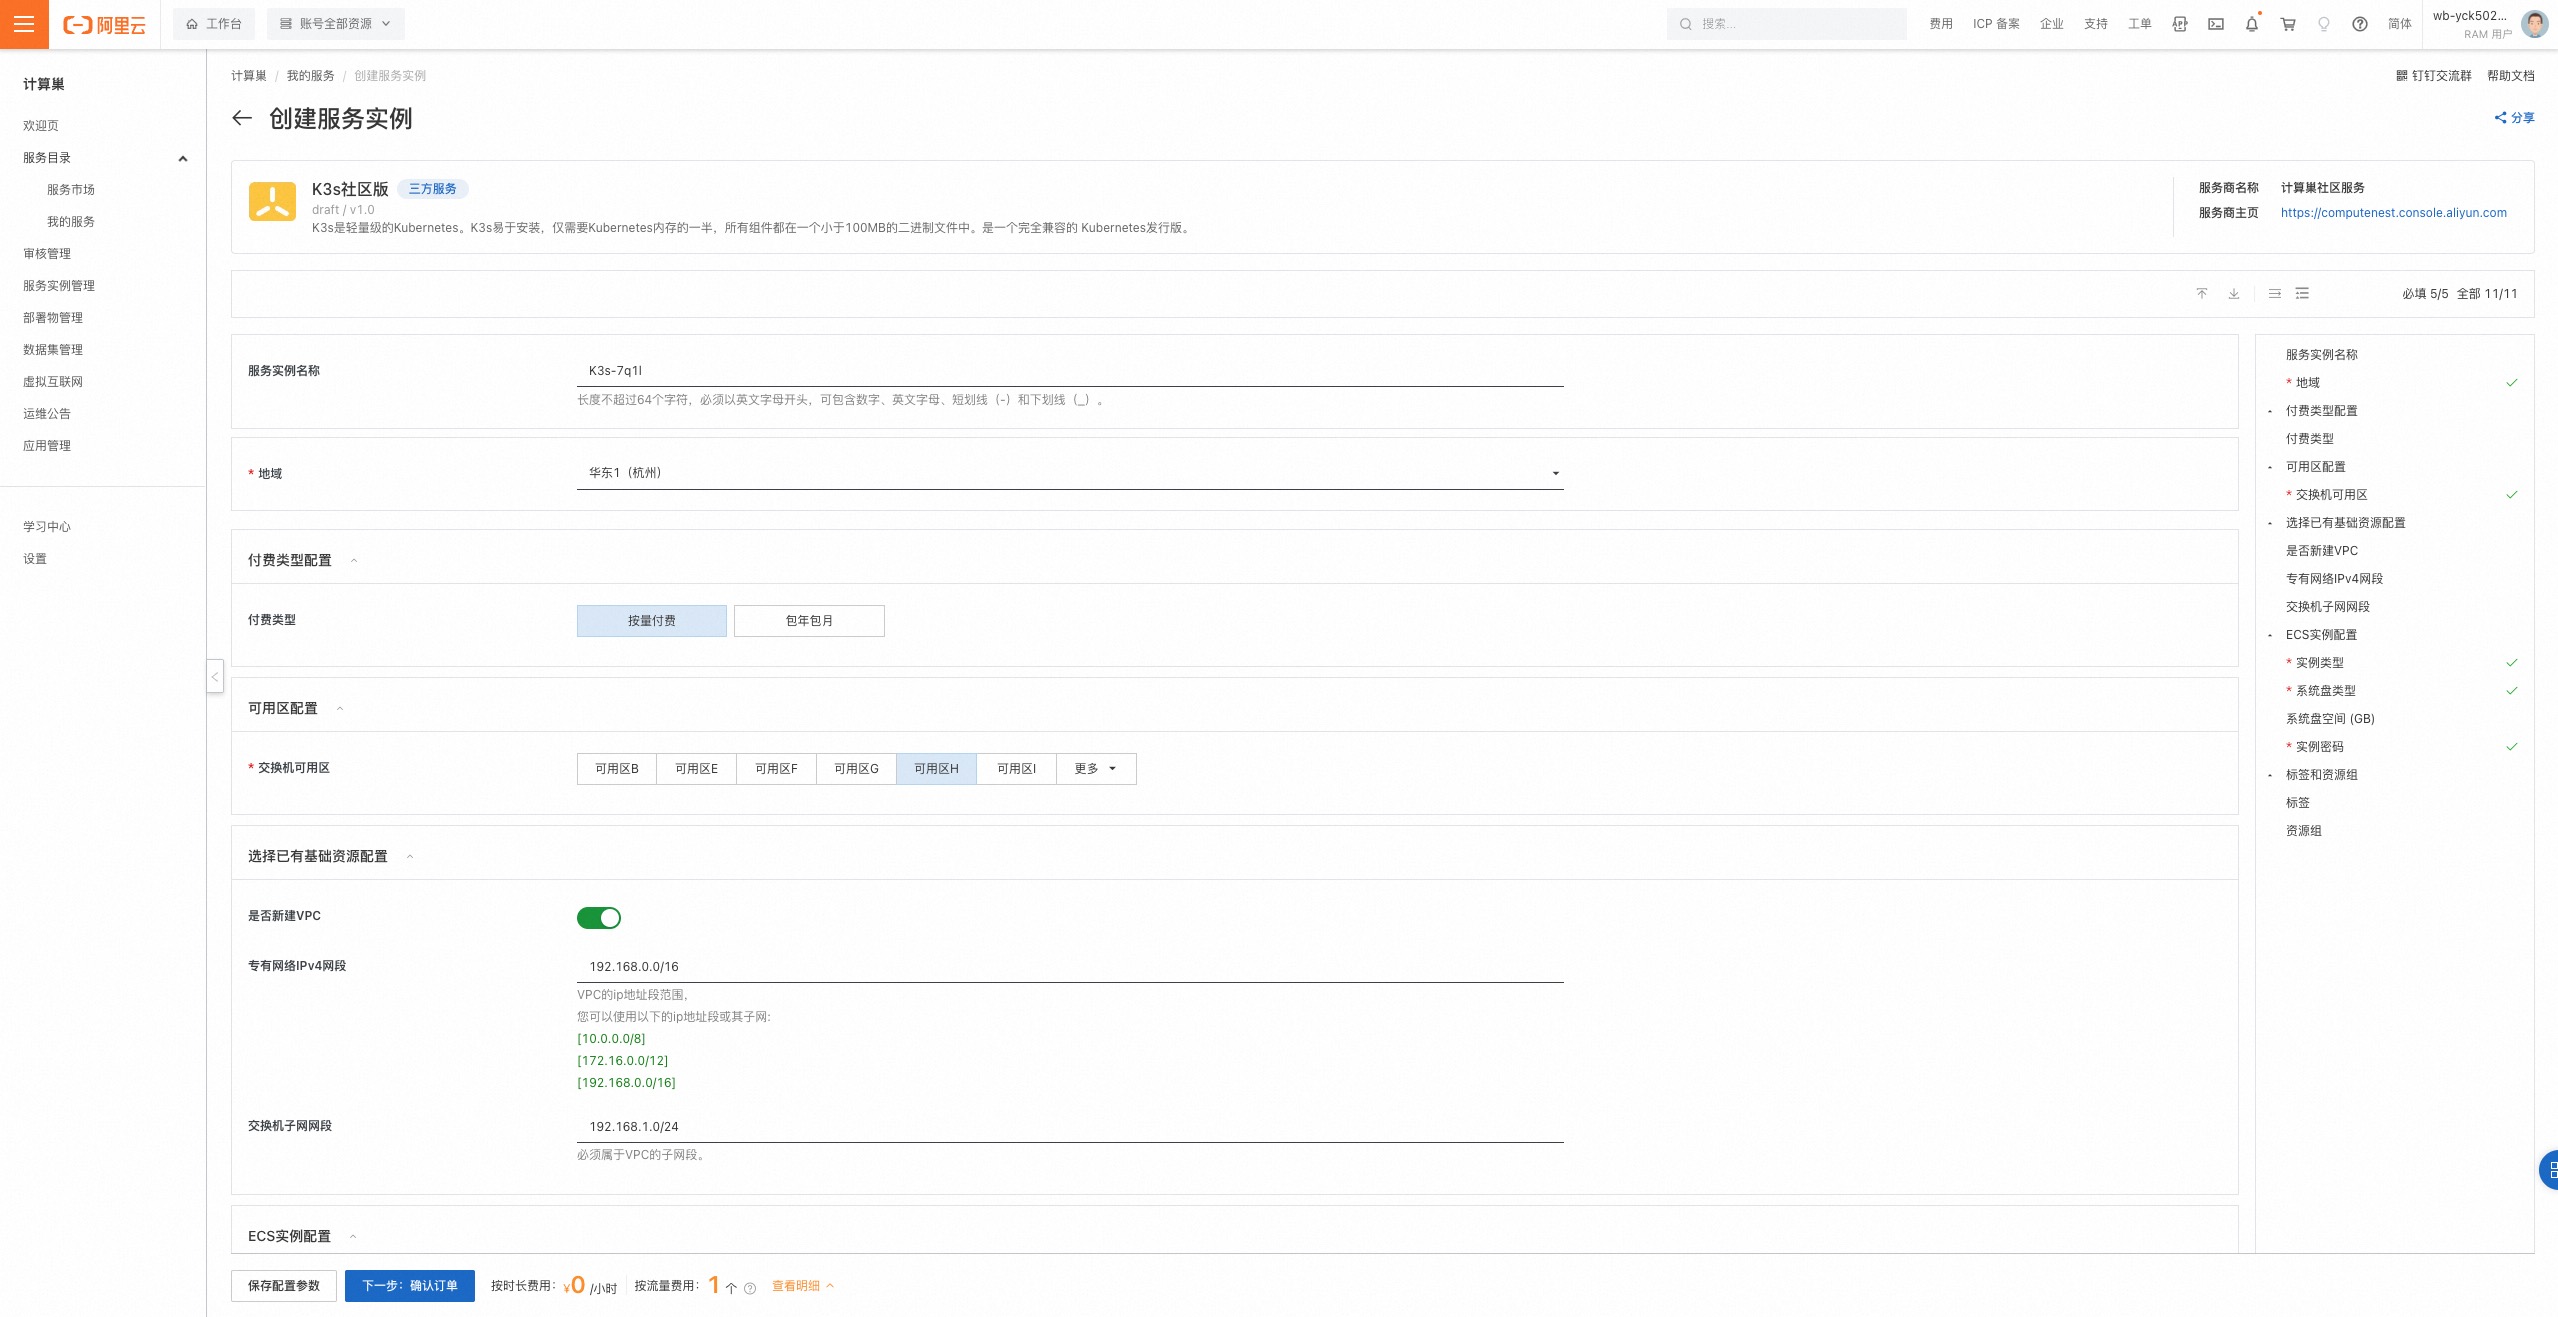 阿里云
工作台
账号全部资源
搜索...
费用
ICP 备案
企业
支持
工单
简体
wb-yck502...
RAM 用户
计算巢
欢迎页
服务目录
服务市场
我的服务
审核管理
服务实例管理
部署物管理
数据集管理
虚拟互联网
运维公告
应用管理
学习中心
设置
计算巢 / 我的服务 / 创建服务实例
钉钉交流群 帮助文档
创建服务实例
分享
K3s社区版 三方服务
draft / v1.0
K3s是轻量级的Kubernetes。K3s易于安装，仅需要Kubernetes内存的一半，所有组件都在一个小于100MB的二进制文件中。是一个完全兼容的 Kubernetes发行版。
服务商名称 计算巢社区服务
服务商主页 https://computenest.console.aliyun.com
必填 5/5 全部 11/11
服务实例名称
K3s-7q1l
长度不超过64个字符，必须以英文字母开头，可包含数字、英文字母、短划线（-）和下划线（_）。
* 地域
华东1（杭州）
付费类型配置
付费类型
按量付费
包年包月
可用区配置
* 交换机可用区
可用区B
可用区E
可用区F
可用区G
可用区H
可用区I
更多
选择已有基础资源配置
是否新建VPC
专有网络IPv4网段
192.168.0.0/16
VPC的ip地址段范围，
您可以使用以下的ip地址段或其子网:
[10.0.0.0/8]
[172.16.0.0/12]
[192.168.0.0/16]
交换机子网网段
192.168.1.0/24
必须属于VPC的子网段。
ECS实例配置
服务实例名称
* 地域
付费类型配置
付费类型
可用区配置
* 交换机可用区
选择已有基础资源配置
是否新建VPC
专有网络IPv4网段
交换机子网网段
ECS实例配置
* 实例类型
* 系统盘类型
系统盘空间 (GB)
* 实例密码
标签和资源组
标签
资源组
保存配置参数
下一步：确认订单
按时长费用：¥0 /小时
按流量费用：1 个
查看明细